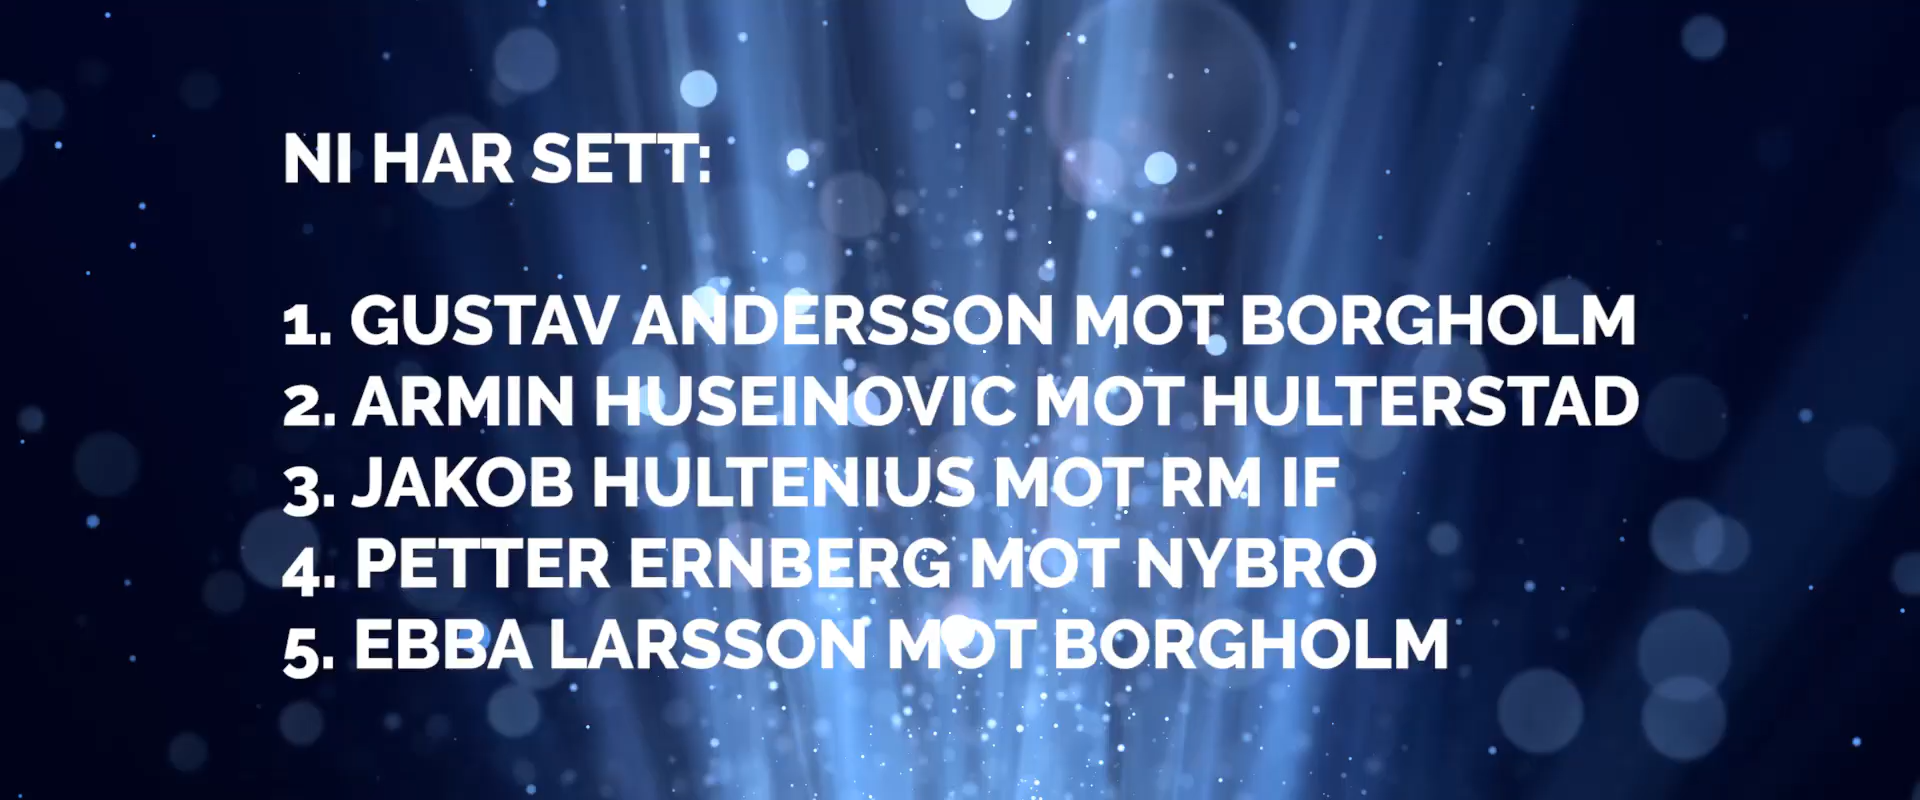 NI HAR SETT:
1. GUSTAV ANDERSSON MOT BORGHOLM
2. ARMIN HUSEINOVIC MOT HULTERSTAD
3. JAKOB HULTENIUS MOT RM IF
4. PETTER ERNBERG MOT NYBRO
5. EBBA LARSSON MOT BORGHOLM